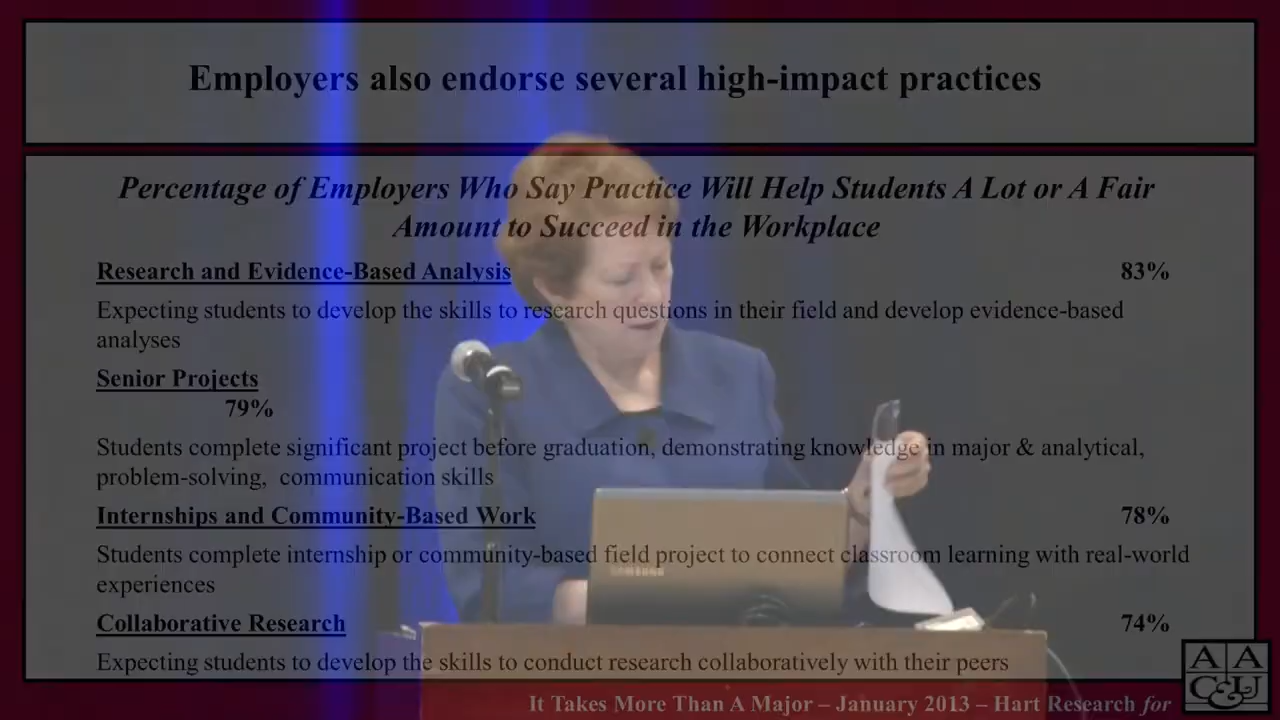 Employers also endorse several high-impact practices
Percentage of Employers Who Say Practice Will Help Students A Lot or A Fair
Amount to Succeed in the Workplace
Research and Evidence-Based Analysis 83%
Expecting students to develop the skills to research questions in their field and develop evidence-based
analyses
Senior Projects
79%
Students complete significant project before graduation, demonstrating knowledge in major & analytical,
problem-solving, communication skills
Internships and Community-Based Work 78%
Students complete internship or community-based field project to connect classroom learning with real-world
experiences
SAMSUNG
Collaborative Research 74%
Expecting students to develop the skills to conduct research collaboratively with their peers
It Takes More Than A Major – January 2013 – Hart Research for
AA
C&U